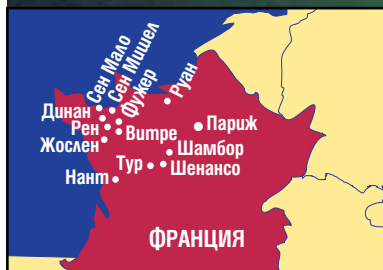 Сен Мало
Сен Мишел
Фужер
Руан
Динан
Рен
Париж
Витре
Жослен
Шамбор
Тур
Шенансо
Нант
ФРАНЦИЯ